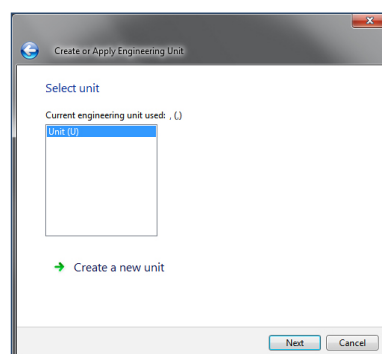 Create or Apply Engineering Unit
Select unit
Current engineering unit used: , (,)
Unit (U)
Create a new unit
Next Cancel